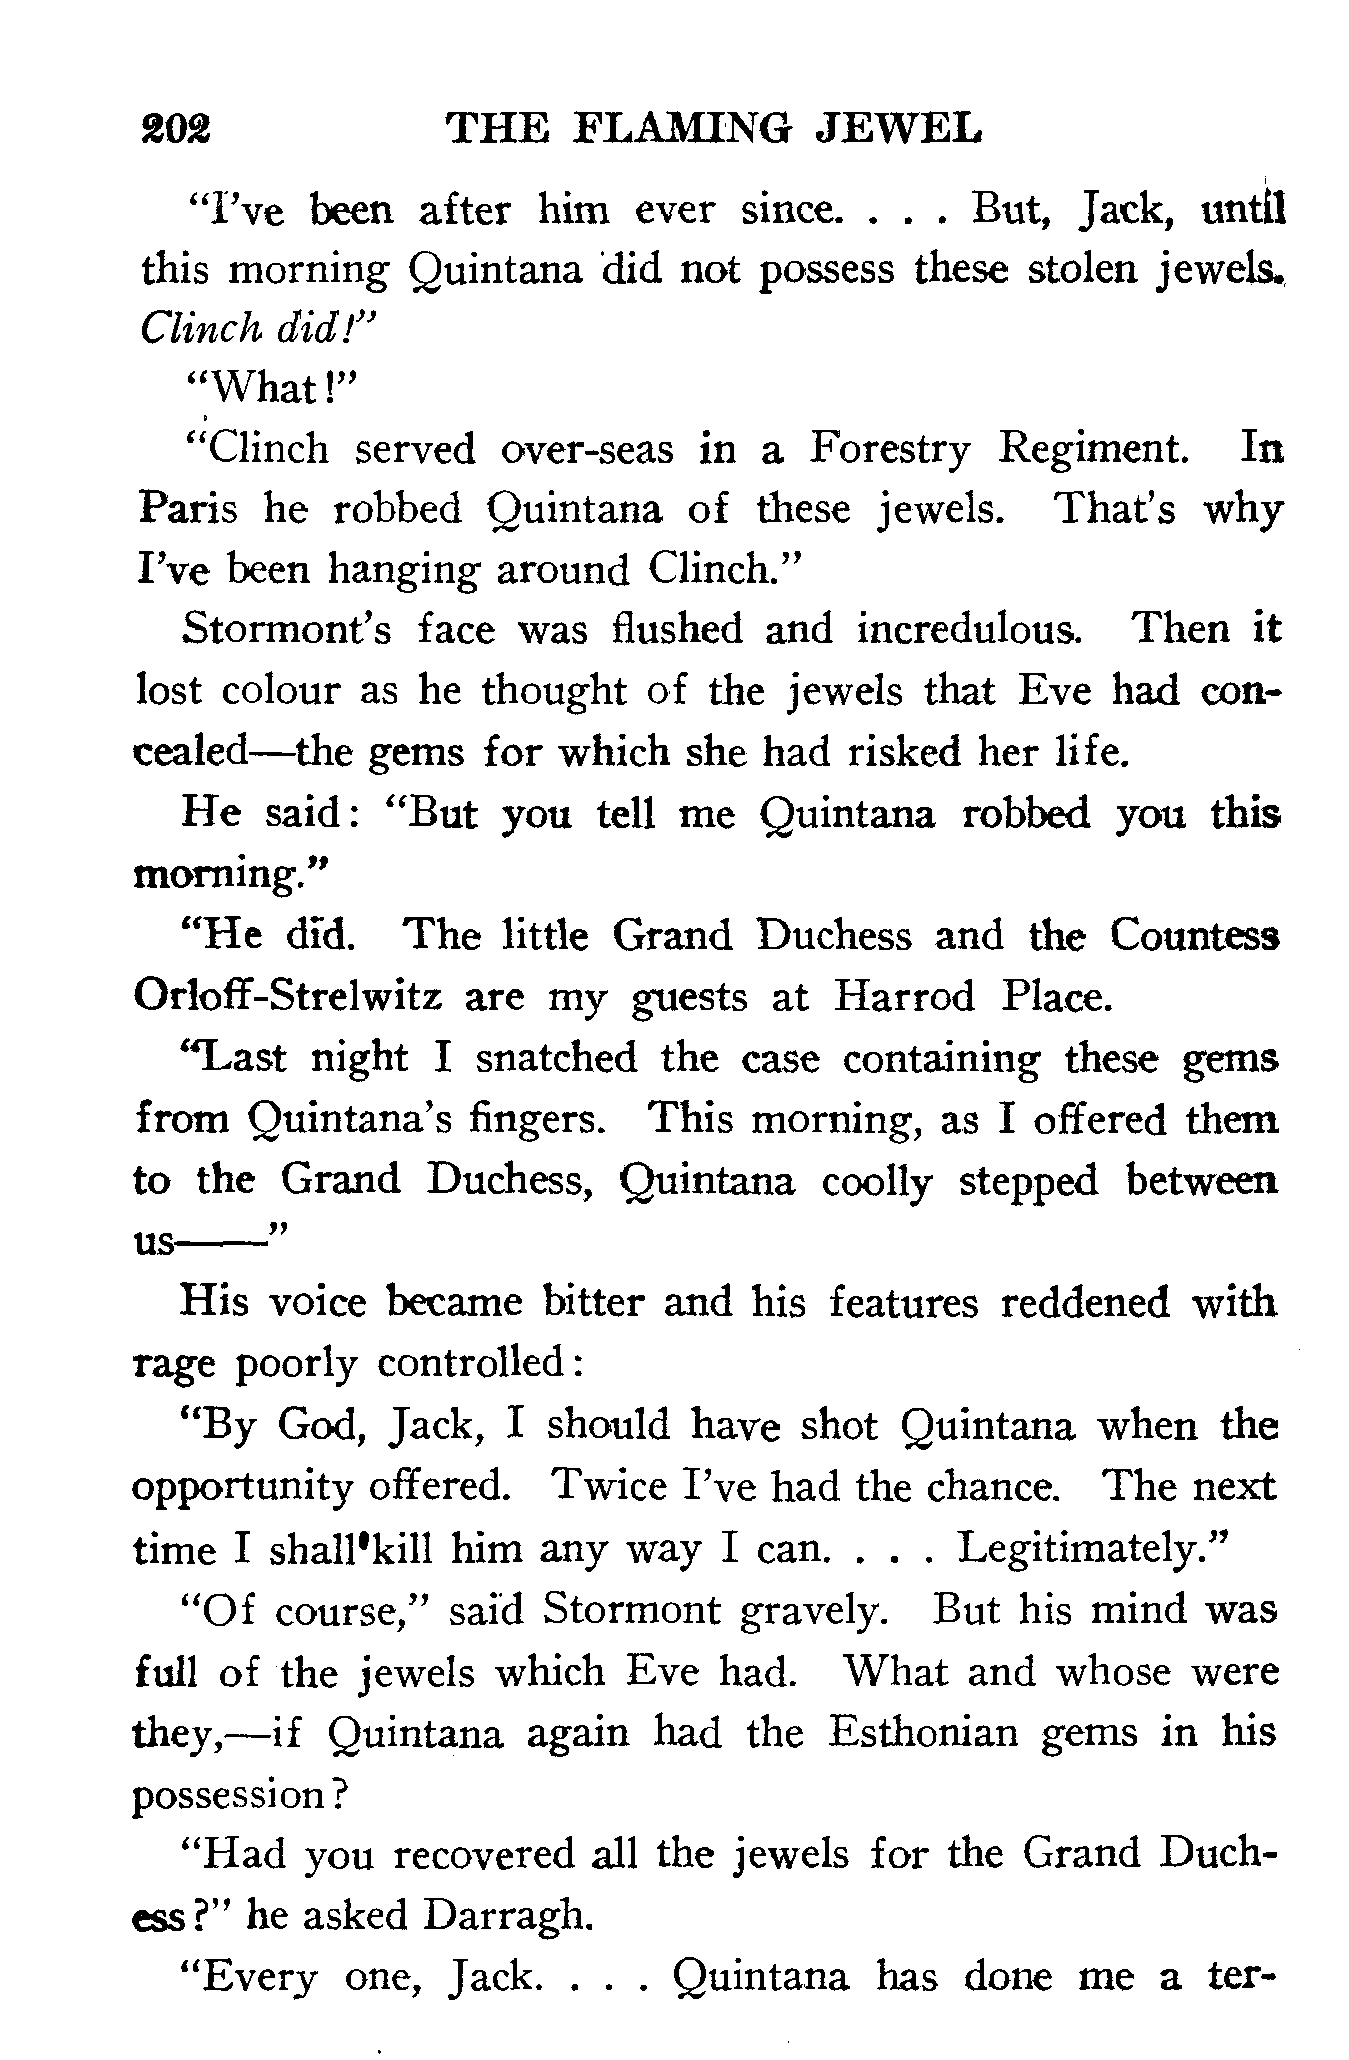 202 THE FLAMING JEWEL
"I've been after him ever since. . . . But, Jack, until
this morning Quintana did not possess these stolen jewels.
Clinch did!"
"What!"
"Clinch served over-seas in a Forestry Regiment. In
Paris he robbed Quintana of these jewels. That's why
I've been hanging around Clinch."
Stormont's face was flushed and incredulous. Then it
lost colour as he thought of the jewels that Eve had con-
cealed—the gems for which she had risked her life.
He said: "But you tell me Quintana robbed you this
morning."
"He did. The little Grand Duchess and the Countess
Orloff-Strelwitz are my guests at Harrod Place.
"Last night I snatched the case containing these gems
from Quintana's fingers. This morning, as I offered them
to the Grand Duchess, Quintana coolly stepped between
us——"
His voice became bitter and his features reddened with
rage poorly controlled:
"By God, Jack, I should have shot Quintana when the
opportunity offered. Twice I've had the chance. The next
time I shall kill him any way I can. . . . Legitimately."
"Of course," said Stormont gravely. But his mind was
full of the jewels which Eve had. What and whose were
they,—if Quintana again had the Esthonian gems in his
possession?
"Had you recovered all the jewels for the Grand Duch-
ess?" he asked Darragh.
"Every one, Jack. . . . Quintana has done me a ter-